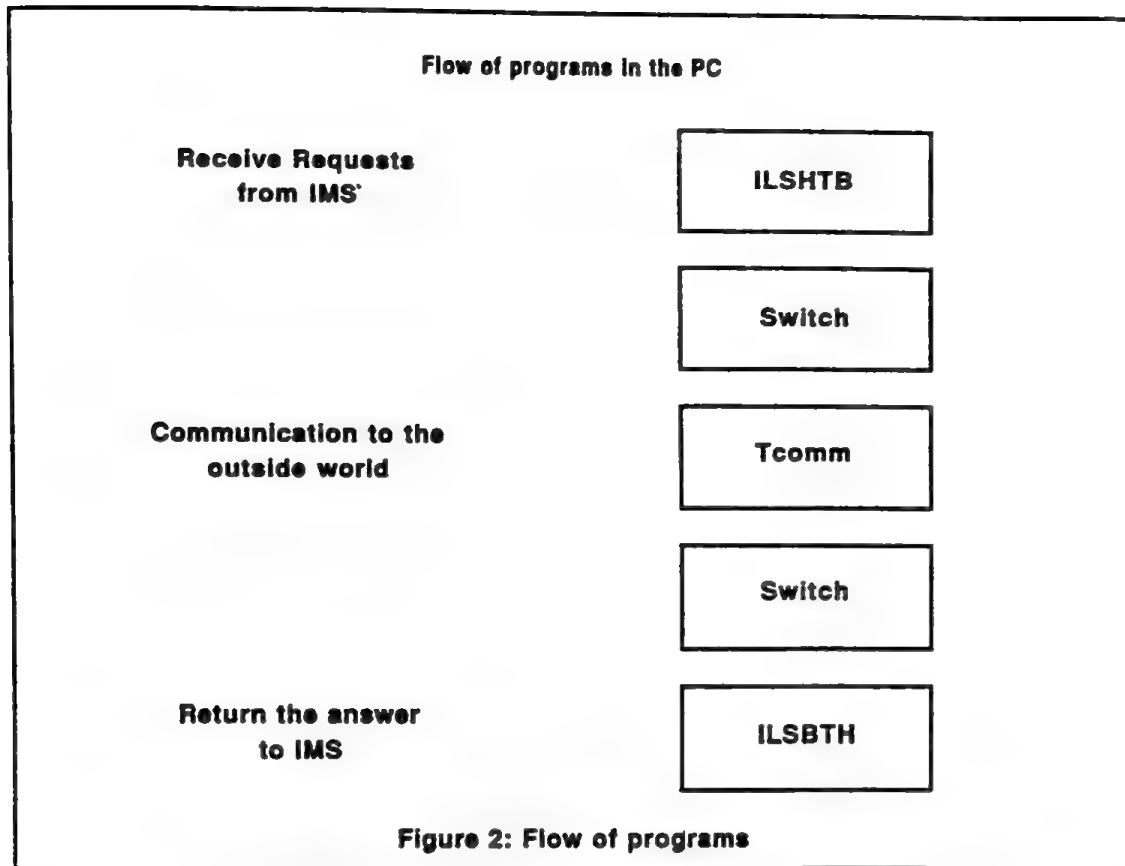 Flow of programs in the PC
Receive Requests
from IMS'
ILSHTB
Switch
Communication to the
outside world
Tcomm
Switch
Return the answer
to IMS
ILSBTH
Figure 2: Flow of programs